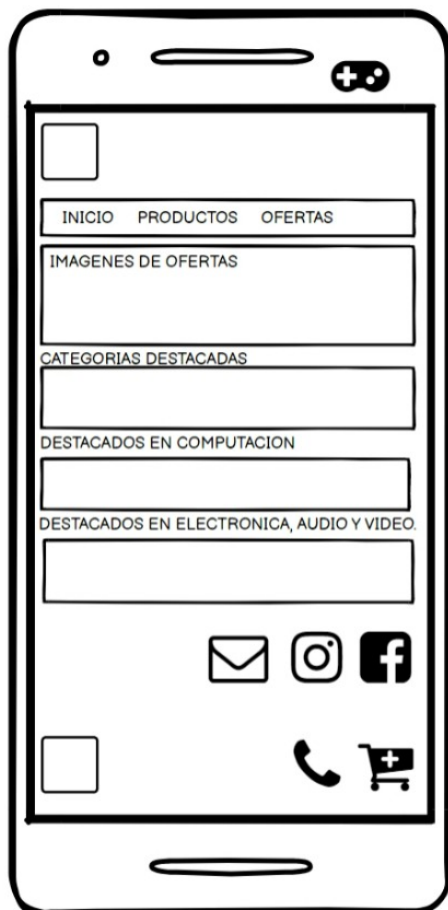 INICIO PRODUCTOS OFERTAS
IMAGENES DE OFERTAS
CATEGORIAS DESTACADAS
DESTACADOS EN COMPUTACION
DESTACADOS EN ELECTRONICA, AUDIO Y VIDEO.